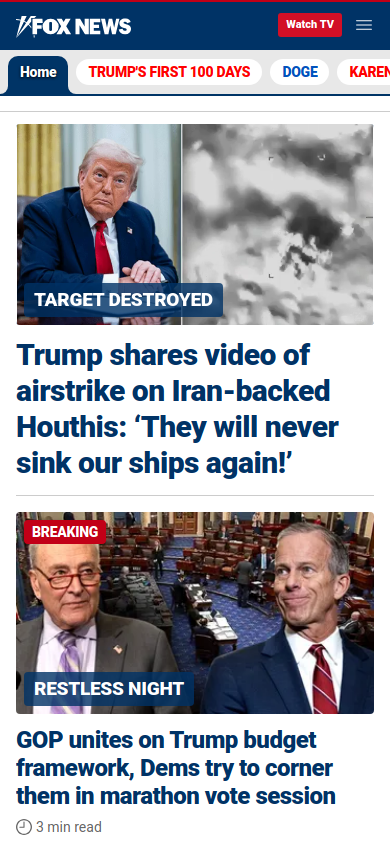 FOX NEWS
Watch TV
Home
TRUMP'S FIRST 100 DAYS
DOGE
KAREN
TARGET DESTROYED
Trump shares video of
airstrike on Iran-backed
Houthis: ‘They will never
sink our ships again!’
BREAKING
RESTLESS NIGHT
GOP unites on Trump budget
framework, Dems try to corner
them in marathon vote session
3 min read